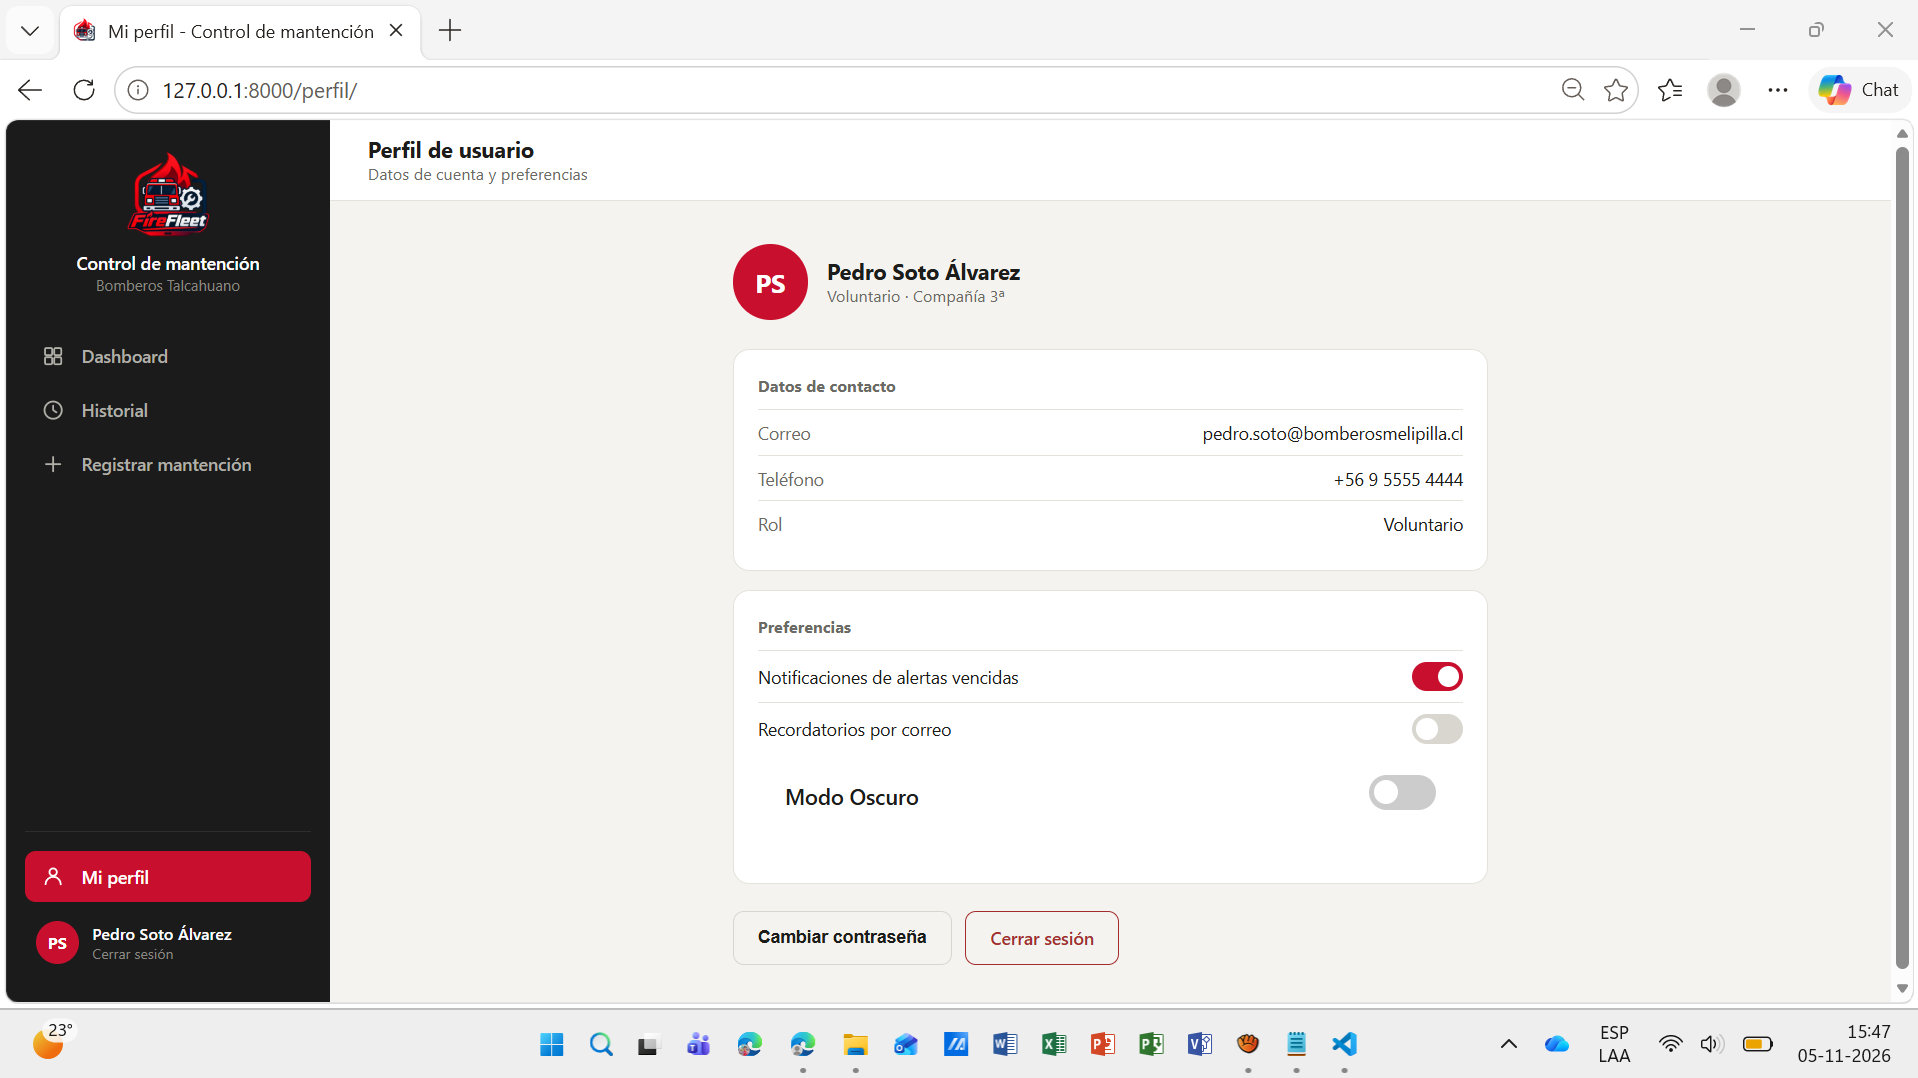 Mi perfil - Control de mantención
127.0.0.1:8000/perfil/
Chat
FireFleet
Control de mantención
Bomberos Talcahuano
Dashboard
Historial
Registrar mantención
Mi perfil
PS
Pedro Soto Álvarez
Cerrar sesión
Perfil de usuario
Datos de cuenta y preferencias
PS
Pedro Soto Álvarez
Voluntario · Compañía 3ª
Datos de contacto
Correo pedro.soto@bomberosmelipilla.cl
Teléfono +56 9 5555 4444
Rol Voluntario
Preferencias
Notificaciones de alertas vencidas
Recordatorios por correo
Modo Oscuro
Cambiar contraseña
Cerrar sesión
23°
ESP
LAA
15:47
05-11-2026